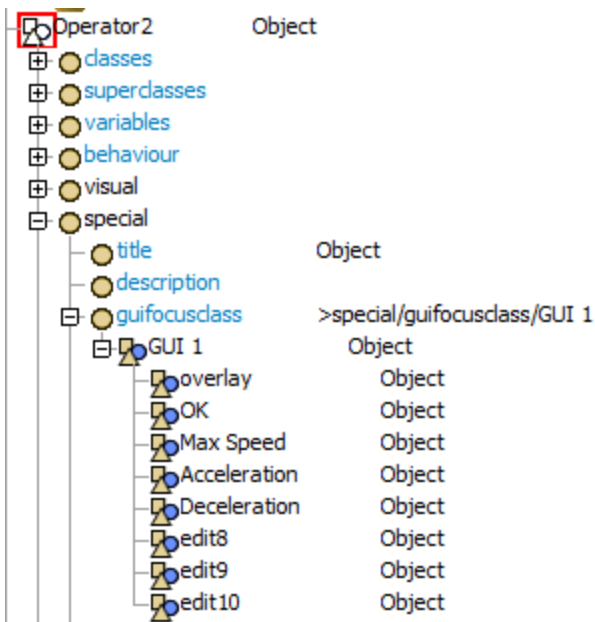 Operator2 Object
classes
superclasses
variables
behaviour
visual
special
title Object
description
guifocusclass >special/guifocusclass/GUI 1
GUI 1 Object
overlay Object
OK Object
Max Speed Object
Acceleration Object
Deceleration Object
edit8 Object
edit9 Object
edit10 Object